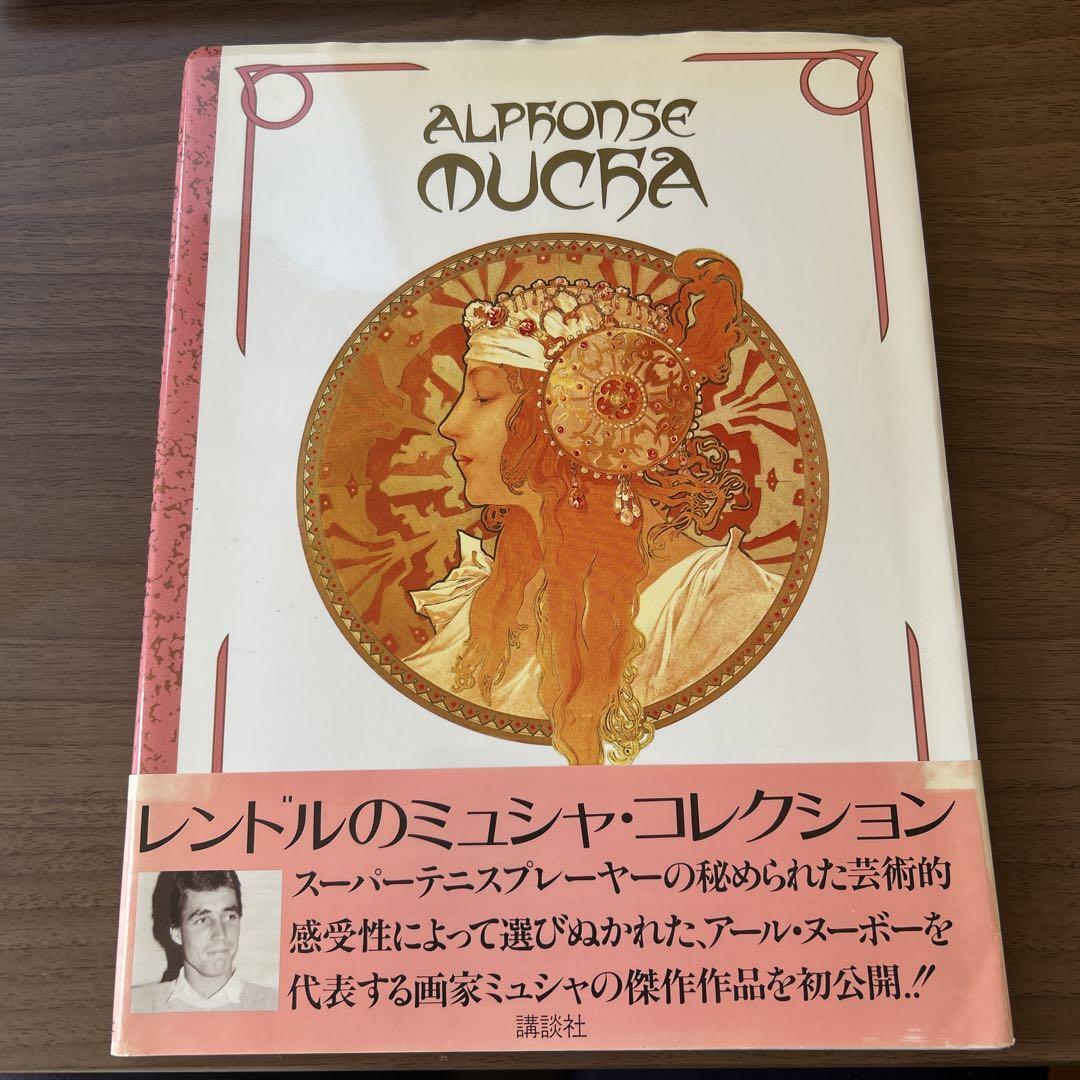 ALPHONSE
MUCHA
レンドルのミュシャ・コレクション
スーパーテニスプレーヤーの秘められた芸術的
感受性によって選びぬかれた、アール・ヌーボーを
代表する画家ミュシャの傑作作品を初公開.!!
講談社